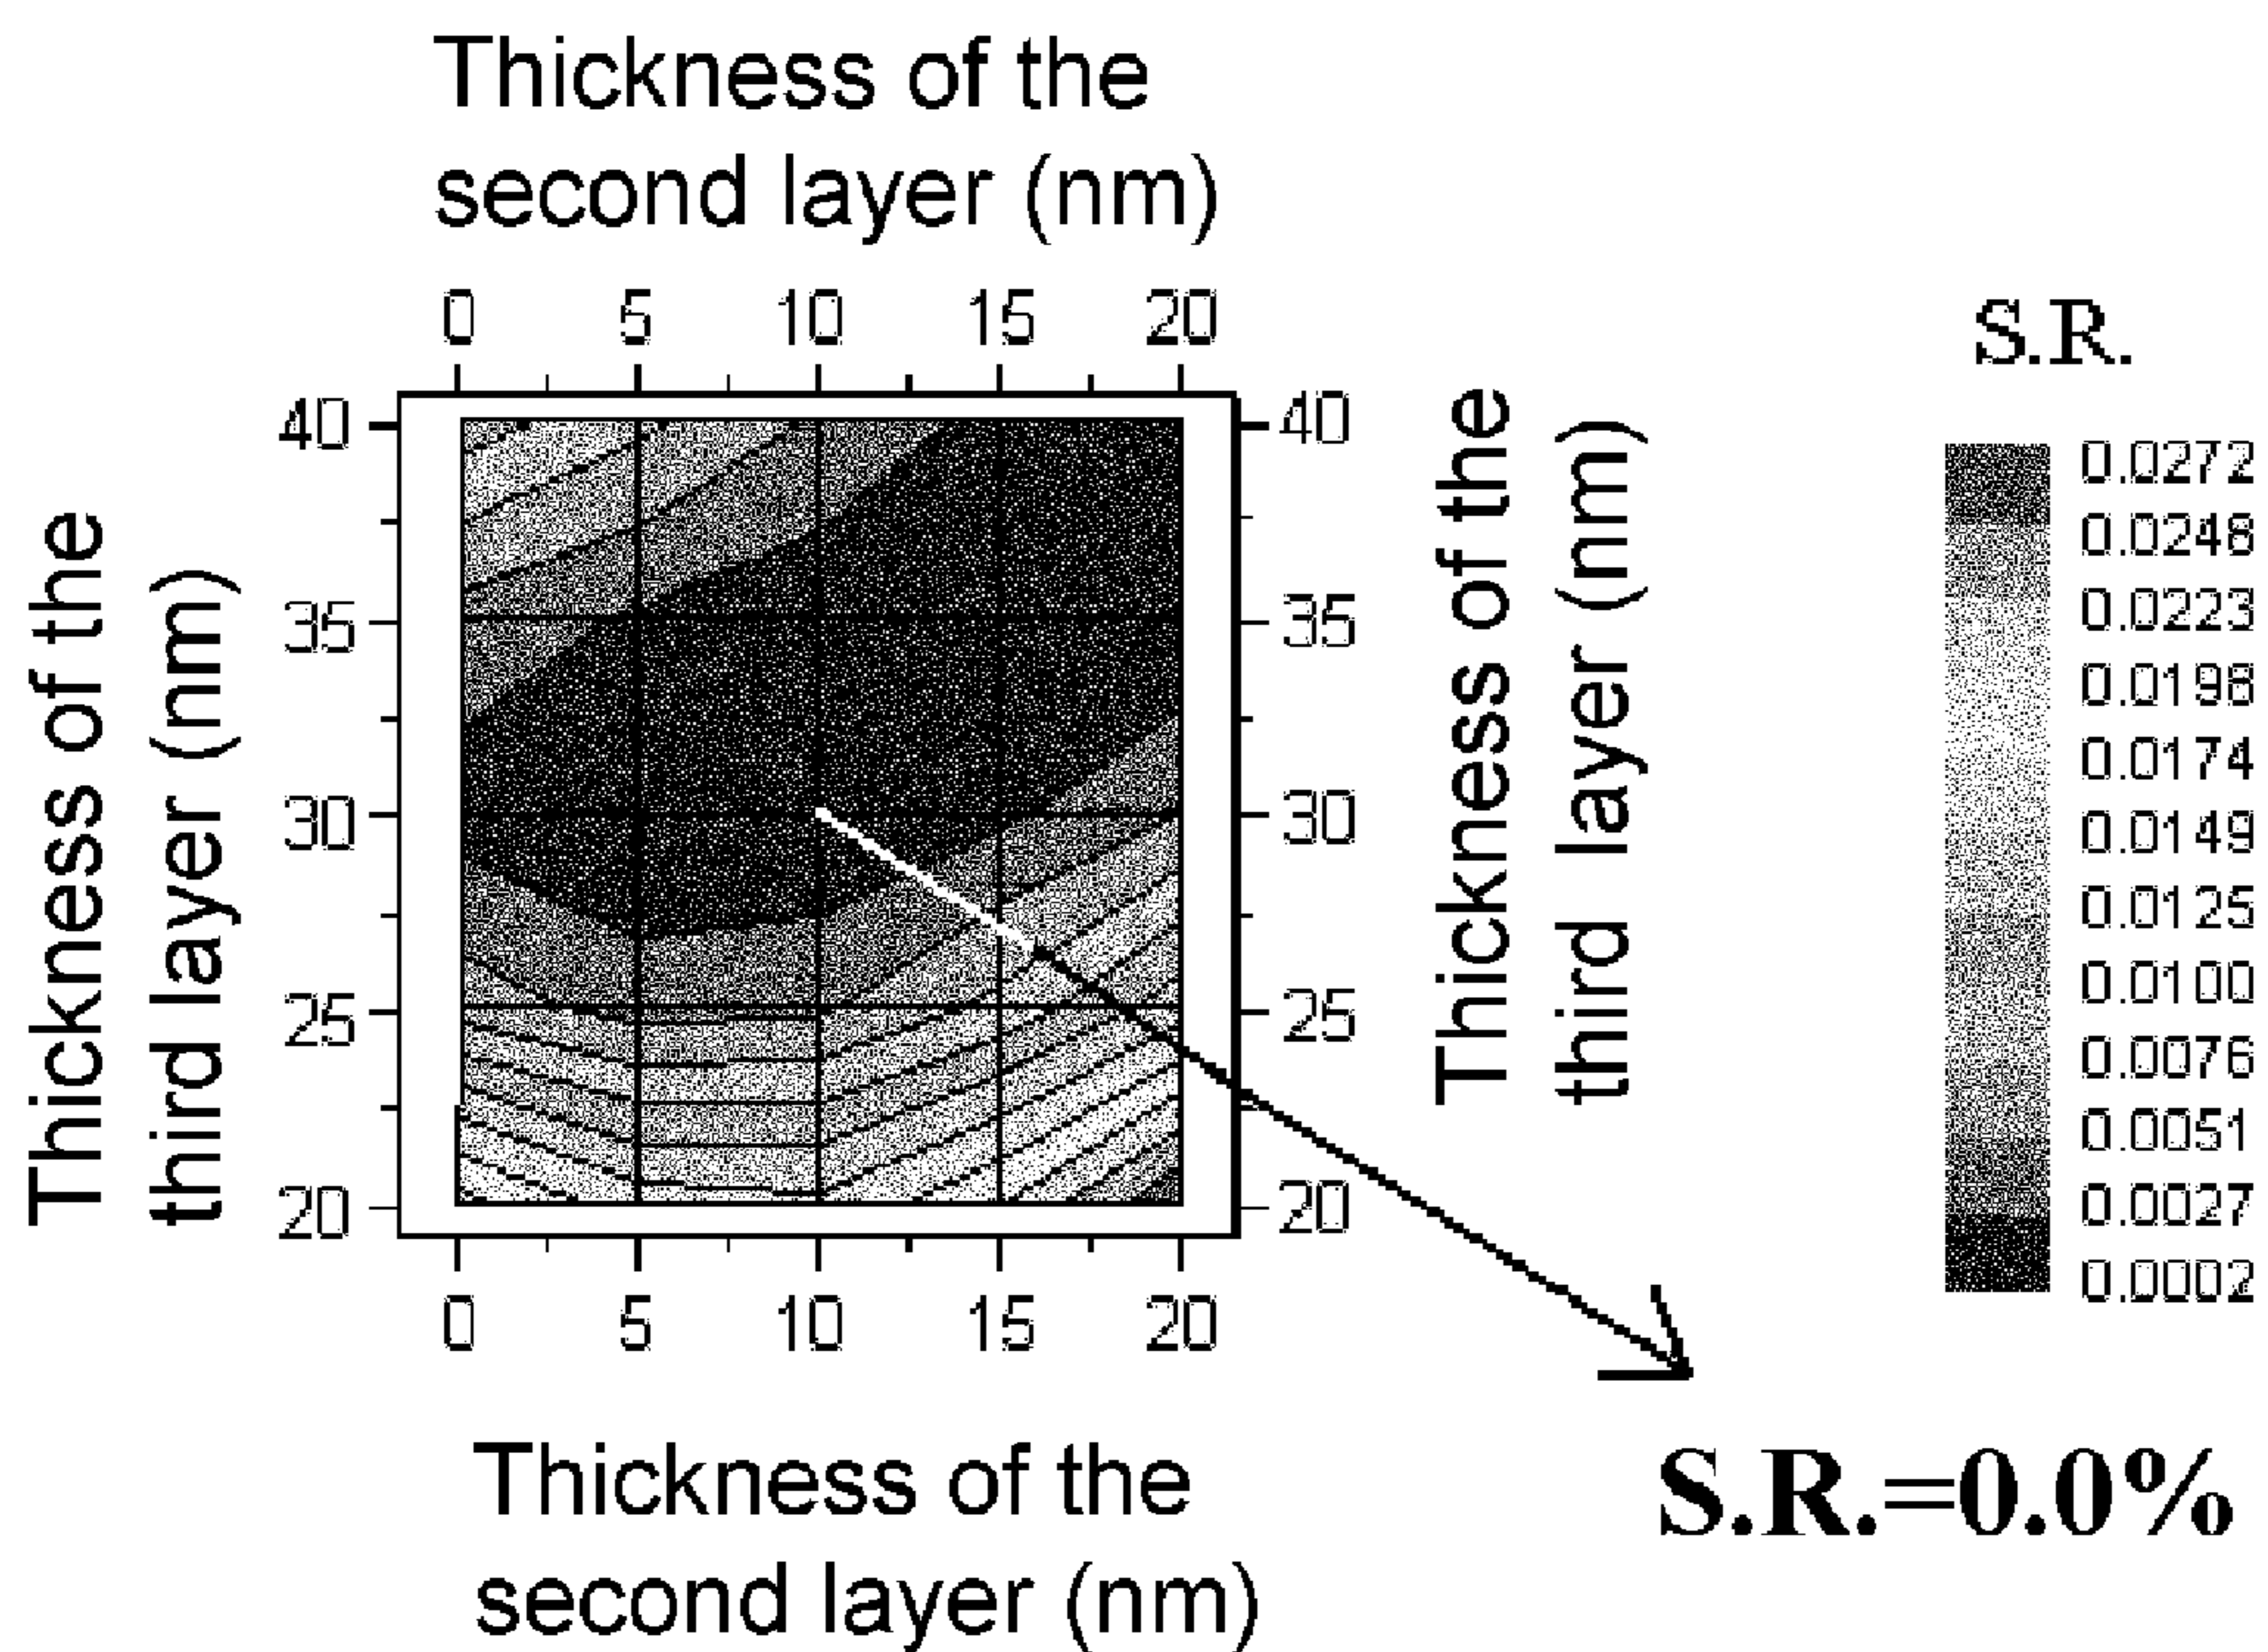 Thickness of the
second layer (nm)
0 5 10 15 20
S.R.
Thickness of the
third layer (nm)
40
35
30
25
20
40
35
30
25
20
Thickness of the
third layer (nm)
0.0272
0.0248
0.0223
0.0198
0.0174
0.0149
0.0125
0.0100
0.0076
0.0051
0.0027
0.0002
0 5 10 15 20
Thickness of the
second layer (nm)
S.R.=0.0%